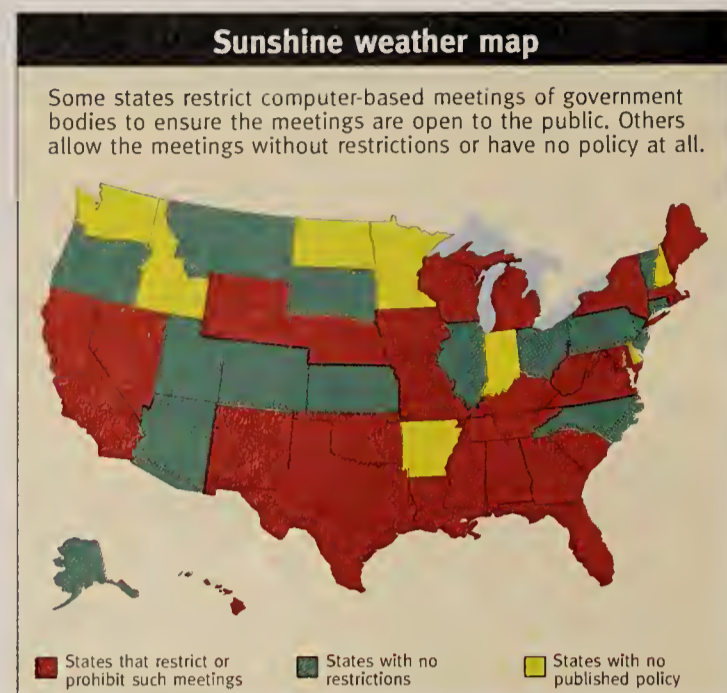 Sunshine weather map
Some states restrict computer-based meetings of government
bodies to ensure the meetings are open to the public. Others
allow the meetings without restrictions or have no policy at all.
States that restrict or
prohibit such meetings
States with no
restrictions
States with no
published policy